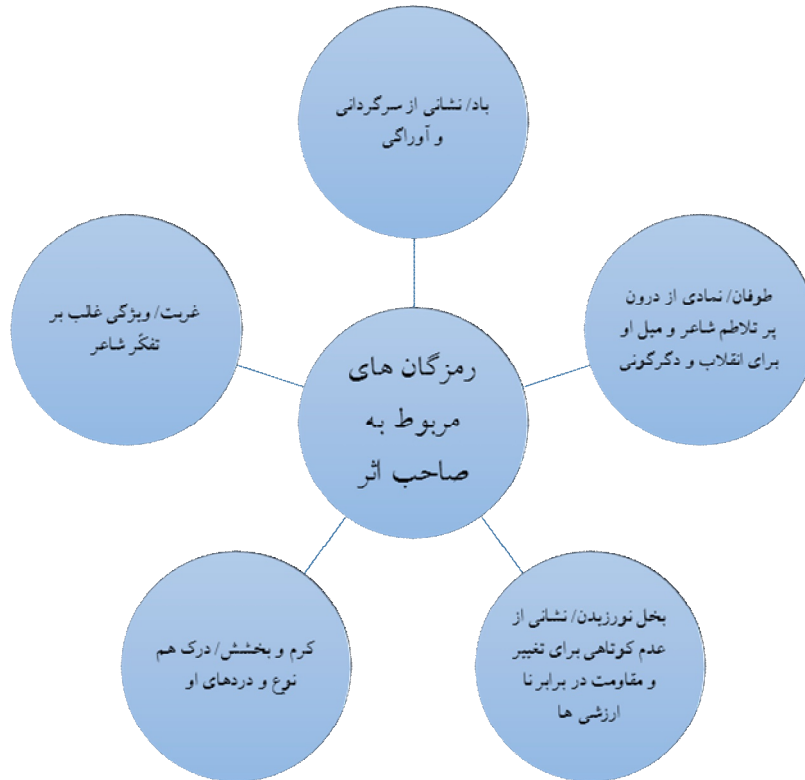 باد/ نشانی از سرگردانی
و آوراگی
طوفان/ نمادی از درون
پر تلاطم شاعر و میل او
برای انقلاب و دگرگونی
غربت/ ویژگی غالب بر
تفکّر شاعر
رمزگان های
مربوط به
صاحب اثر
بخل نورزیدن/ نشانی از
عدم کوتاهی برای تغییر
و مقاومت در برابر نا
ارزشی ها
کرم و بخشش/ درک هم
نوع و دردهای او